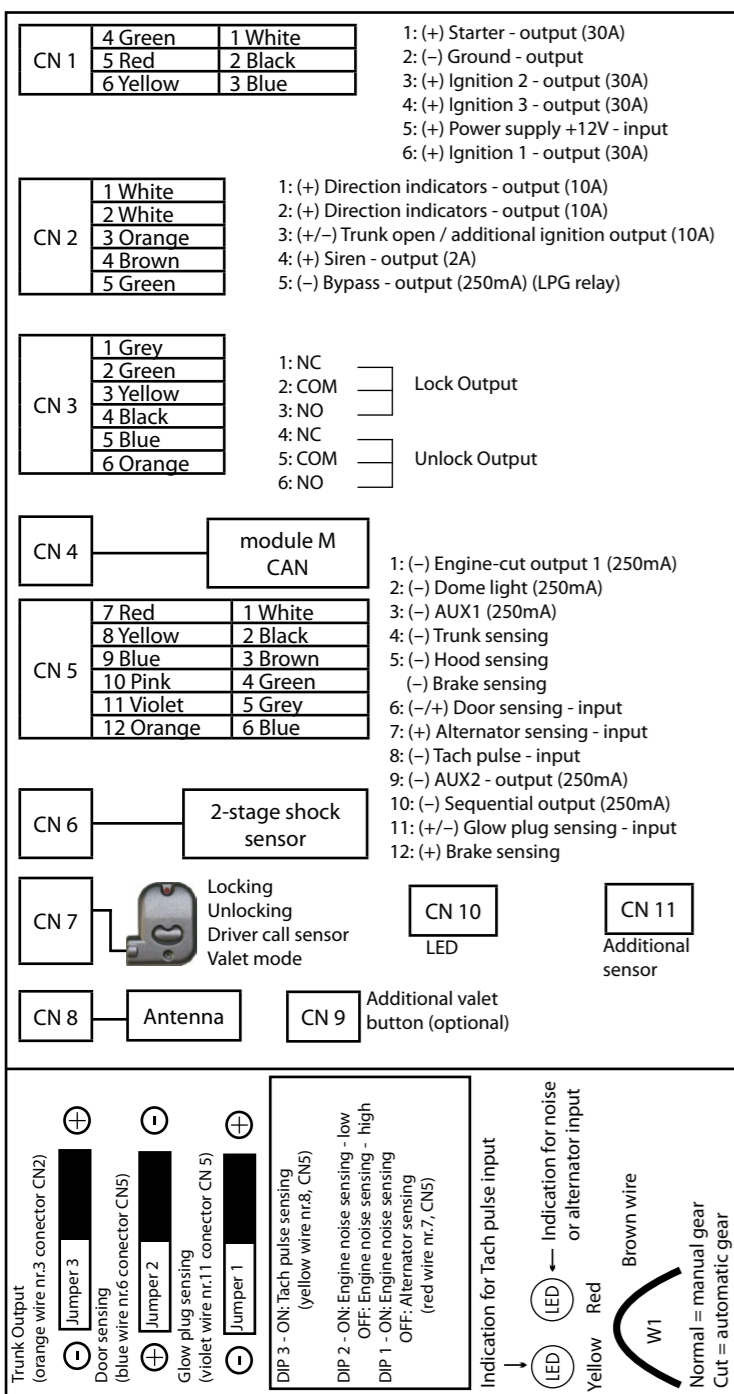 CN 1
4 Green 1 White
5 Red 2 Black
6 Yellow 3 Blue
1: (+) Starter - output (30A)
2: (–) Ground - output
3: (+) Ignition 2 - output (30A)
4: (+) Ignition 3 - output (30A)
5: (+) Power supply +12V - input
6: (+) Ignition 1 - output (30A)
CN 2
1 White
2 White
3 Orange
4 Brown
5 Green
1: (+) Direction indicators - output (10A)
2: (+) Direction indicators - output (10A)
3: (+/–) Trunk open / additional ignition output (10A)
4: (+) Siren - output (2A)
5: (–) Bypass - output (250mA) (LPG relay)
CN 3
1 Grey
2 Green
3 Yellow
4 Black
5 Blue
6 Orange
1: NC
2: COM
3: NO
Lock Output
4: NC
5: COM
6: NO
Unlock Output
CN 4
module M
CAN
CN 5
7 Red 1 White
8 Yellow 2 Black
9 Blue 3 Brown
10 Pink 4 Green
11 Violet 5 Grey
12 Orange 6 Blue
1: (–) Engine-cut output 1 (250mA)
2: (–) Dome light (250mA)
3: (–) AUX1 (250mA)
4: (–) Trunk sensing
5: (–) Hood sensing
(–) Brake sensing
6: (–/+) Door sensing - input
7: (+) Alternator sensing - input
8: (–) Tach pulse - input
9: (–) AUX2 - output (250mA)
10: (–) Sequential output (250mA)
11: (+/–) Glow plug sensing - input
12: (+) Brake sensing
CN 6
2-stage shock
sensor
CN 7
Locking
Unlocking
Driver call sensor
Valet mode
CN 10
LED
CN 11
Additional
sensor
CN 8
Antenna
CN 9
Additional valet
button (optional)
Trunk Output
(orange wire nr.3 conector CN2)
- Jumper 3 +
Door sensing
(blue wire nr.6 conector CN5)
+ Jumper 2 -
Glow plug sensing
(violet wire nr.11 conector CN 5)
- Jumper 1 +
DIP 3 - ON: Tach pulse sensing
(yellow wire nr.8, CN5)
DIP 2 - ON: Engine noise sensing - low
OFF: Engine noise sensing - high
DIP 1 - ON: Engine noise sensing
OFF: Alternator sensing
(red wire nr.7, CN5)
Indication for Tach pulse input
LED
Yellow
LED
Red
Indication for noise
or alternator input
Brown wire
W1
Normal = manual gear
Cut = automatic gear